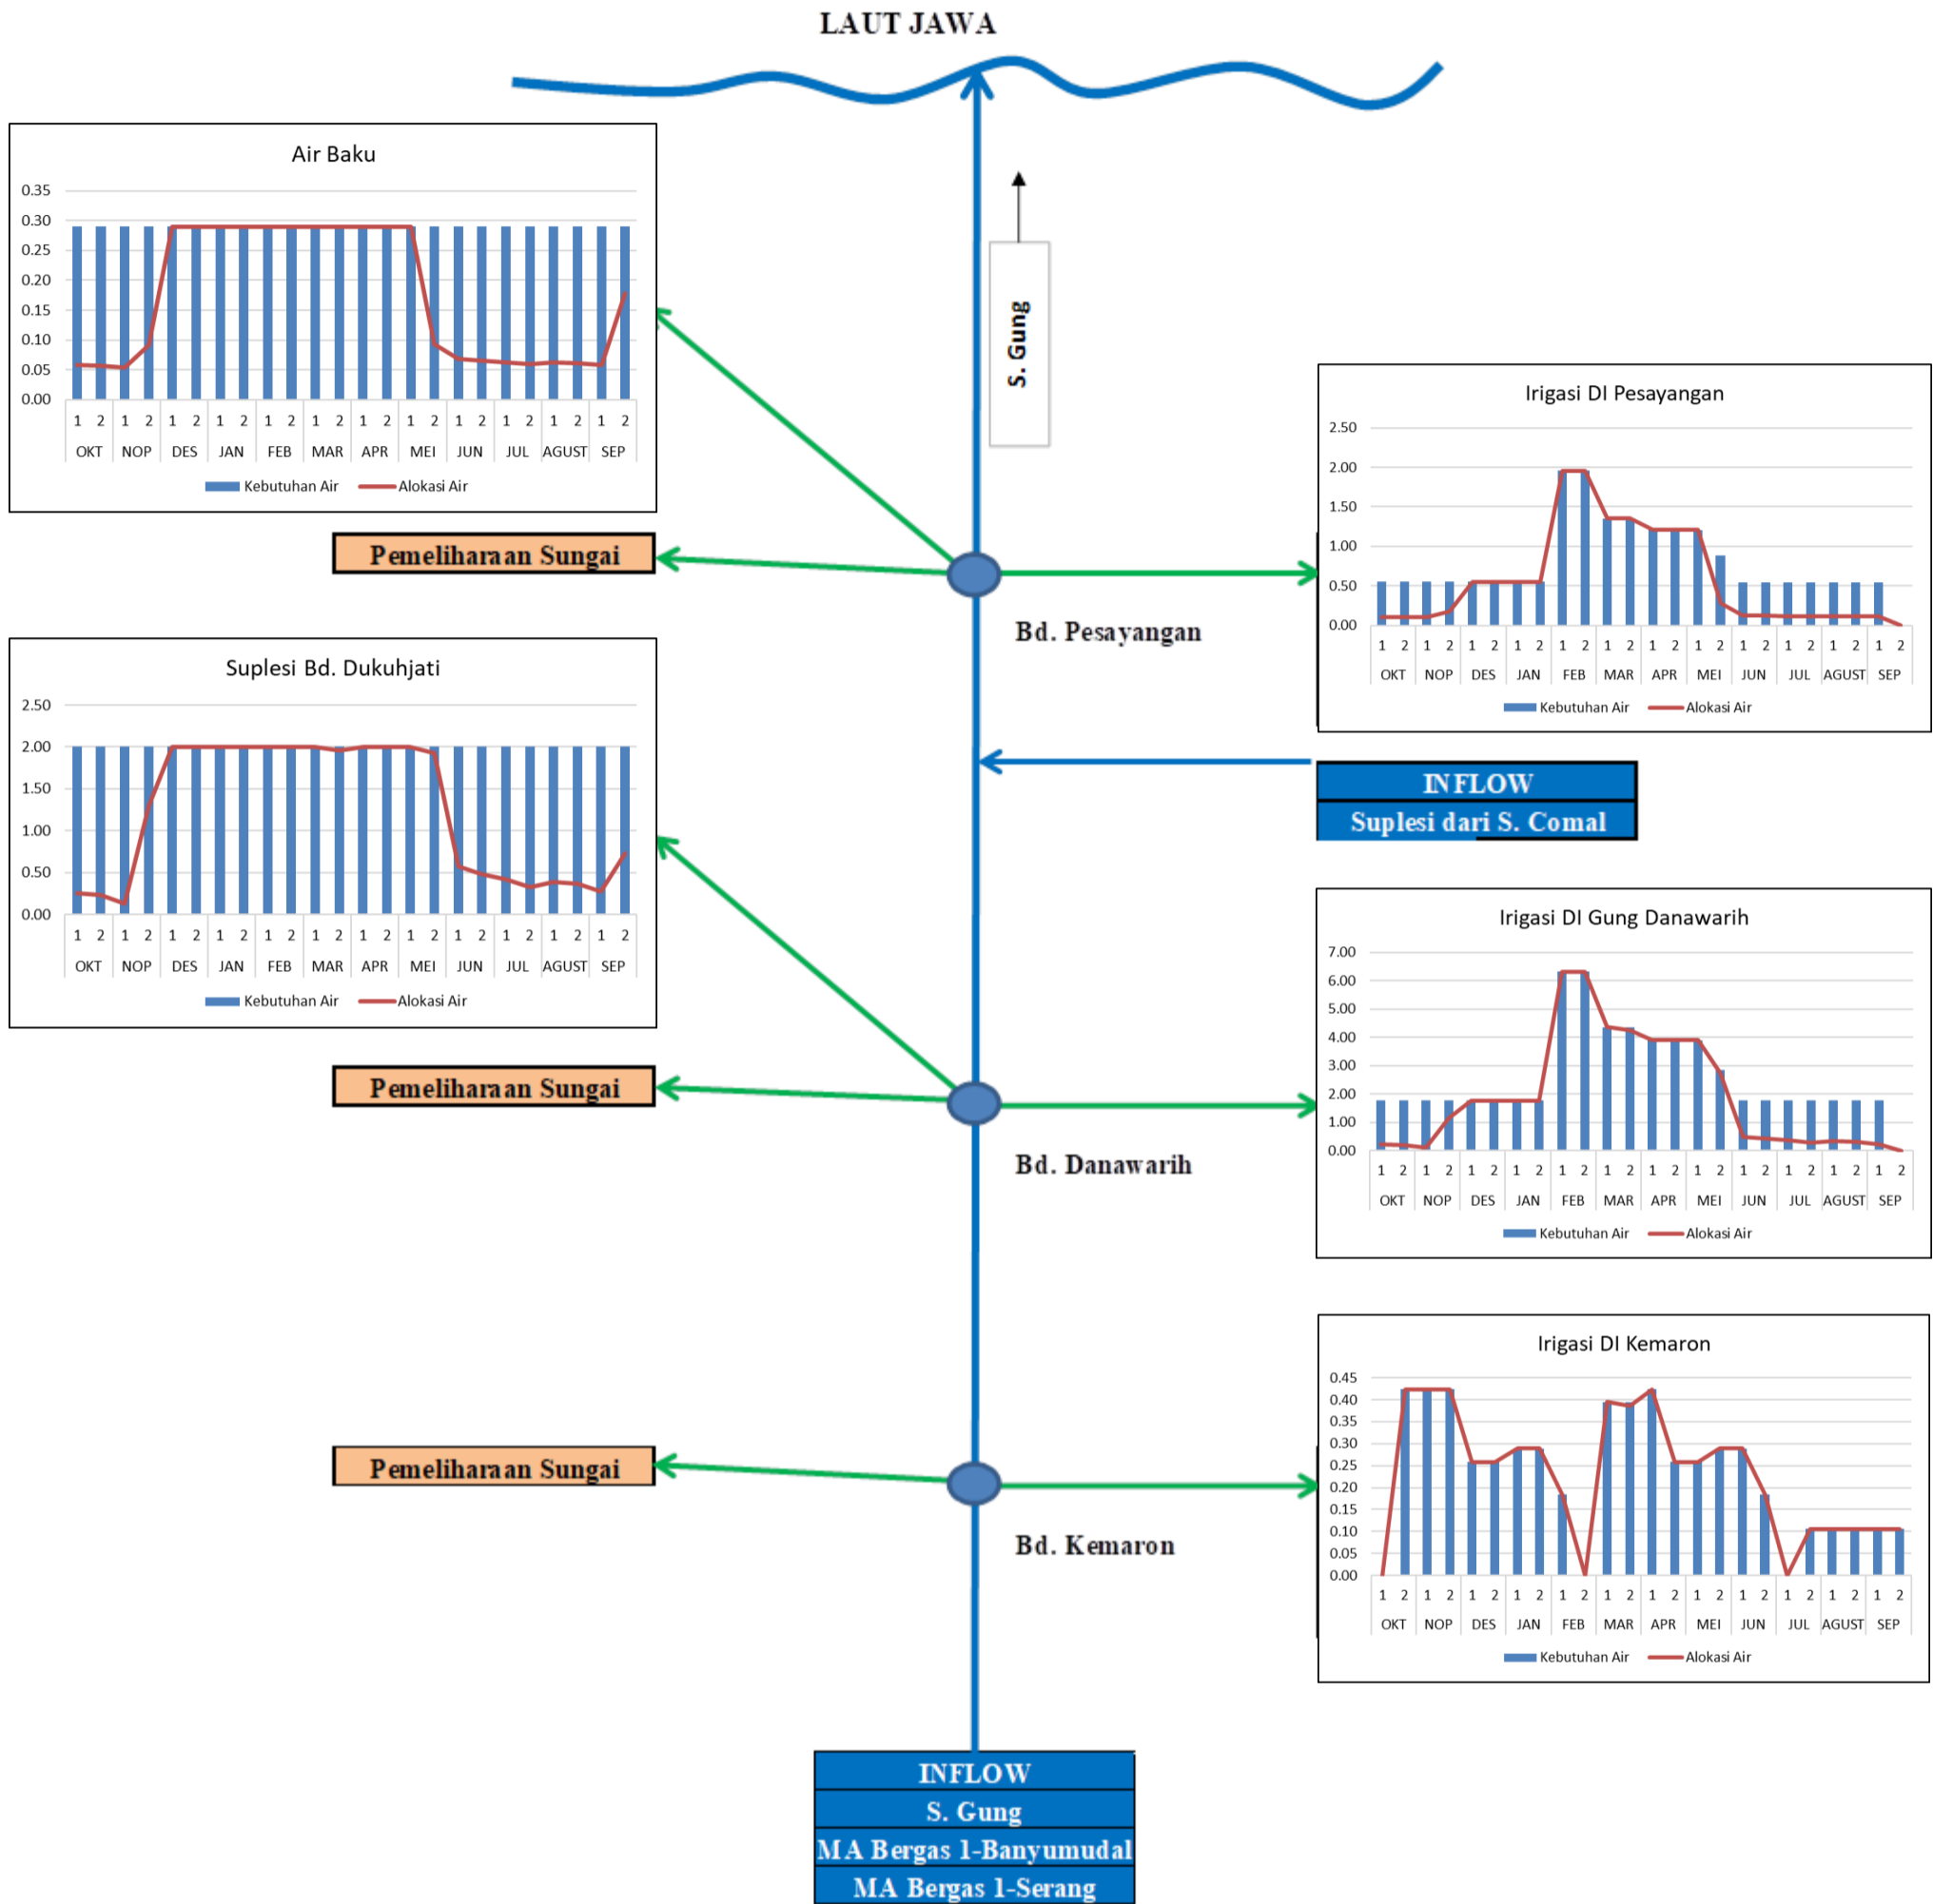 LAUT JAWA
Air Baku
0.35
0.30
0.25
0.20
0.15
0.10
0.05
0.00
1 2 1 2 1 2 1 2 1 2 1 2 1 2 1 2 1 2 1 2 1 2 1 2
OKT NOP DES JAN FEB MAR APR MEI JUN JUL AGUST SEP
Kebutuhan Air Alokasi Air
S. Gung
Pemeliharaan Sungai
Bd. Pesayangan
Irigasi DI Pesayangan
2.50
2.00
1.50
1.00
0.50
0.00
1 2 1 2 1 2 1 2 1 2 1 2 1 2 1 2 1 2 1 2 1 2 1 2
OKT NOP DES JAN FEB MAR APR MEI JUN JUL AGUST SEP
Kebutuhan Air Alokasi Air
Suplesi Bd. Dukuhjati
2.50
2.00
1.50
1.00
0.50
0.00
1 2 1 2 1 2 1 2 1 2 1 2 1 2 1 2 1 2 1 2 1 2 1 2
OKT NOP DES JAN FEB MAR APR MEI JUN JUL AGUST SEP
Kebutuhan Air Alokasi Air
INFLOW
Suplesi dari S. Comal
Irigasi DI Gung Danawarih
7.00
6.00
5.00
4.00
3.00
2.00
1.00
0.00
1 2 1 2 1 2 1 2 1 2 1 2 1 2 1 2 1 2 1 2 1 2 1 2
OKT NOP DES JAN FEB MAR APR MEI JUN JUL AGUST SEP
Kebutuhan Air Alokasi Air
Pemeliharaan Sungai
Bd. Danawarih
Irigasi DI Kemaron
0.45
0.40
0.35
0.30
0.25
0.20
0.15
0.10
0.05
0.00
1 2 1 2 1 2 1 2 1 2 1 2 1 2 1 2 1 2 1 2 1 2 1 2
OKT NOP DES JAN FEB MAR APR MEI JUN JUL AGUST SEP
Kebutuhan Air Alokasi Air
Pemeliharaan Sungai
Bd. Kemaron
INFLOW
S. Gung
MA Bergas 1-Banyumudal
MA Bergas 1-Serang